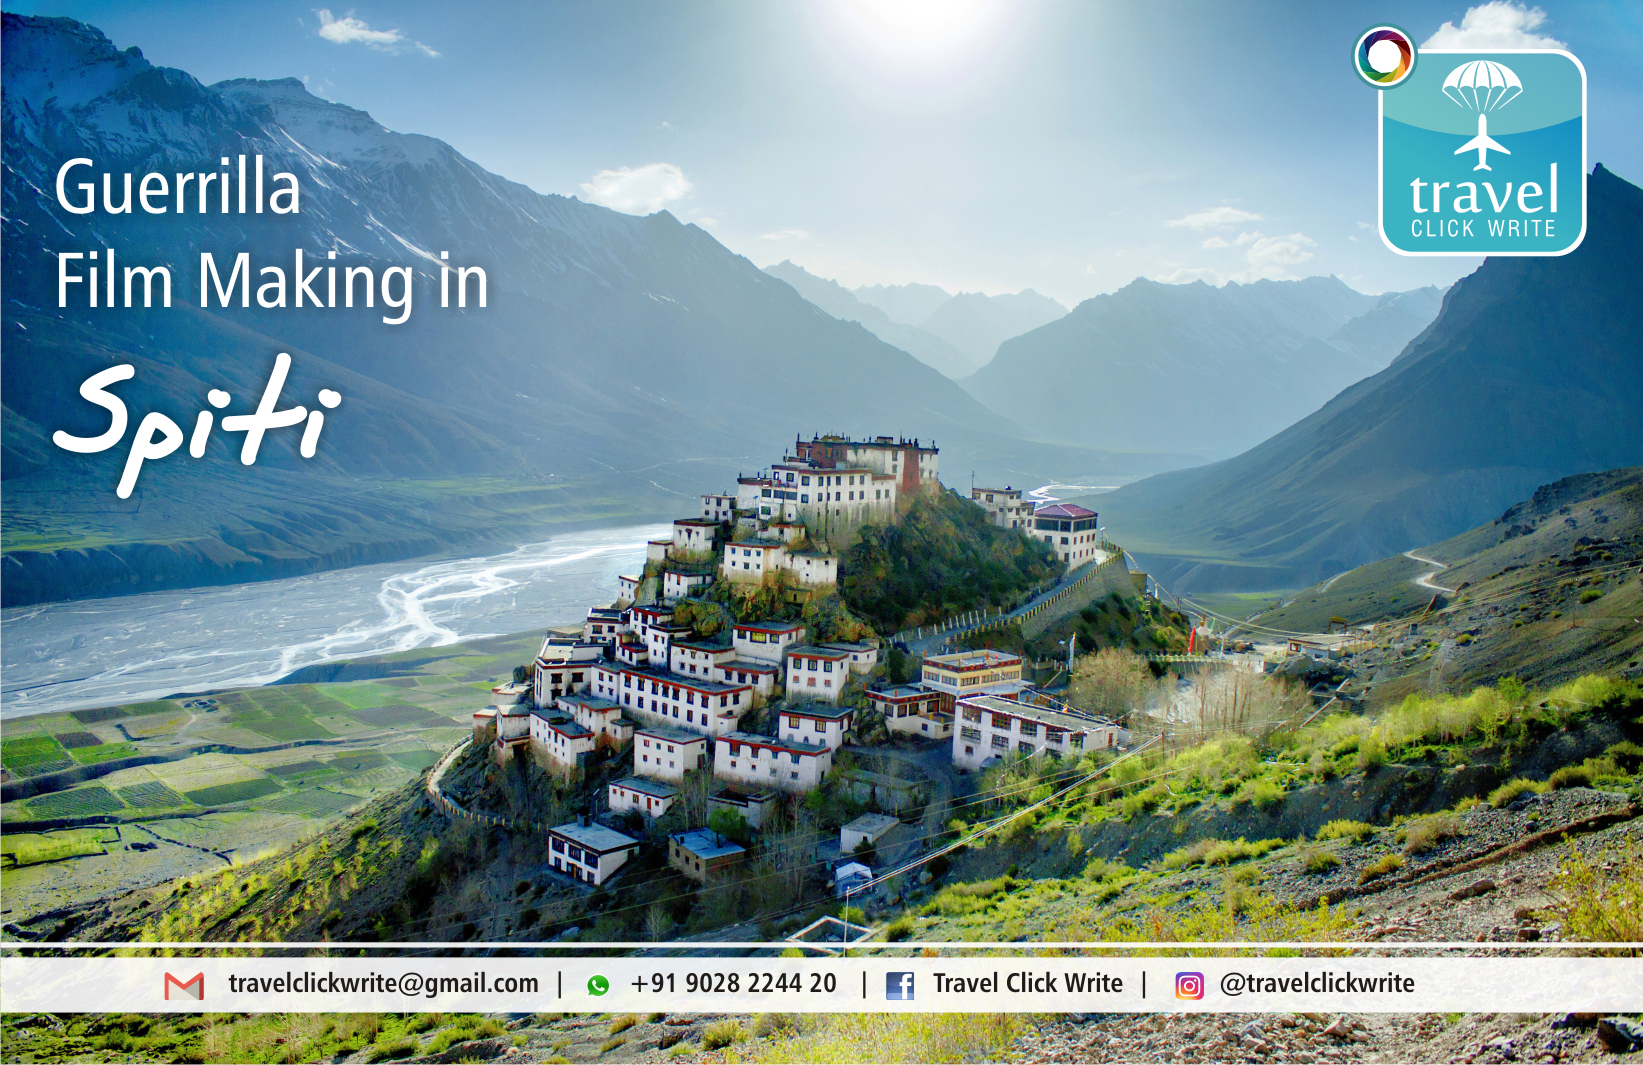 Guerrilla
Film Making in
Spiti
travel
CLICK WRITE
travelclickwrite@gmail.com | +91 9028 2244 20 | Travel Click Write | @travelclickwrite